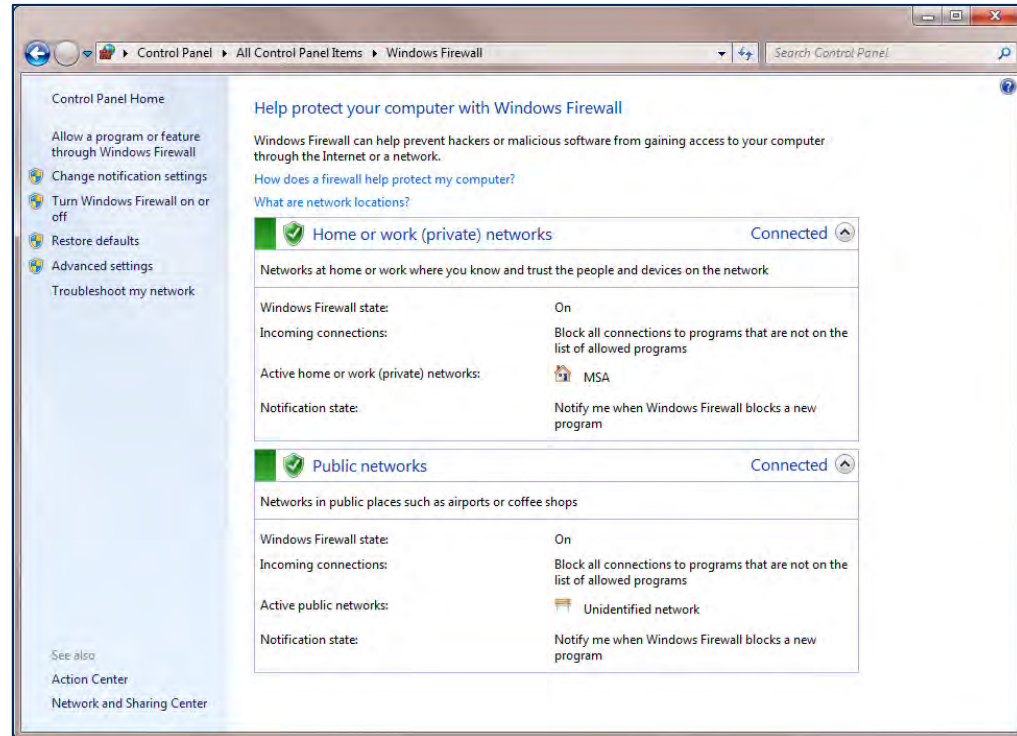 Control Panel ▸ All Control Panel Items ▸ Windows Firewall
Search Control Panel
Control Panel Home
Allow a program or feature
through Windows Firewall
Change notification settings
Turn Windows Firewall on or
off
Restore defaults
Advanced settings
Troubleshoot my network
See also
Action Center
Network and Sharing Center
Help protect your computer with Windows Firewall
Windows Firewall can help prevent hackers or malicious software from gaining access to your computer
through the Internet or a network.
How does a firewall help protect my computer?
What are network locations?
Home or work (private) networks Connected
Networks at home or work where you know and trust the people and devices on the network
Windows Firewall state: On
Incoming connections: Block all connections to programs that are not on the
list of allowed programs
Active home or work (private) networks: MSA
Notification state: Notify me when Windows Firewall blocks a new
program
Public networks Connected
Networks in public places such as airports or coffee shops
Windows Firewall state: On
Incoming connections: Block all connections to programs that are not on the
list of allowed programs
Active public networks: Unidentified network
Notification state: Notify me when Windows Firewall blocks a new
program